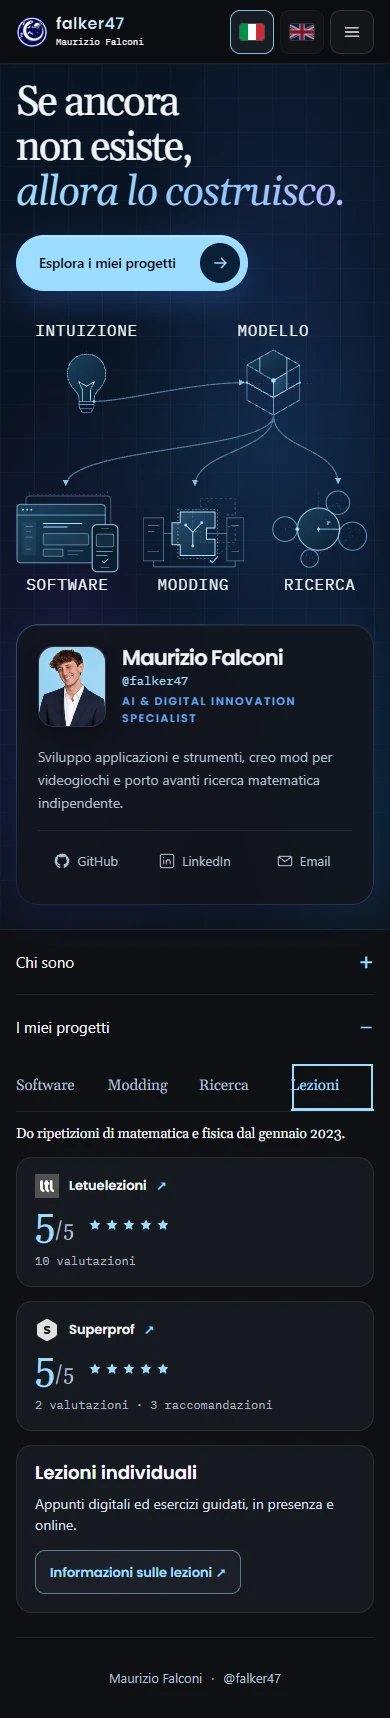 falker47
Maurizio Falconi
Se ancora
non esiste,
allora lo costruisco.
Esplora i miei progetti
INTUIZIONE
MODELLO
SOFTWARE
MODDING
RICERCA
Maurizio Falconi
@falker47
AI & DIGITAL INNOVATION
SPECIALIST
Sviluppo applicazioni e strumenti, creo mod per
videogiochi e porto avanti ricerca matematica
indipendente.
GitHub
LinkedIn
Email
Chi sono
I miei progetti
Software
Modding
Ricerca
Lezioni
Do ripetizioni di matematica e fisica dal gennaio 2023.
Letuelezioni ↗
5/5 ★ ★ ★ ★ ★
10 valutazioni
S
Superprof ↗
5/5 ★ ★ ★ ★ ★
2 valutazioni · 3 raccomandazioni
Lezioni individuali
Appunti digitali ed esercizi guidati, in presenza e
online.
Informazioni sulle lezioni ↗
Maurizio Falconi · @falker47